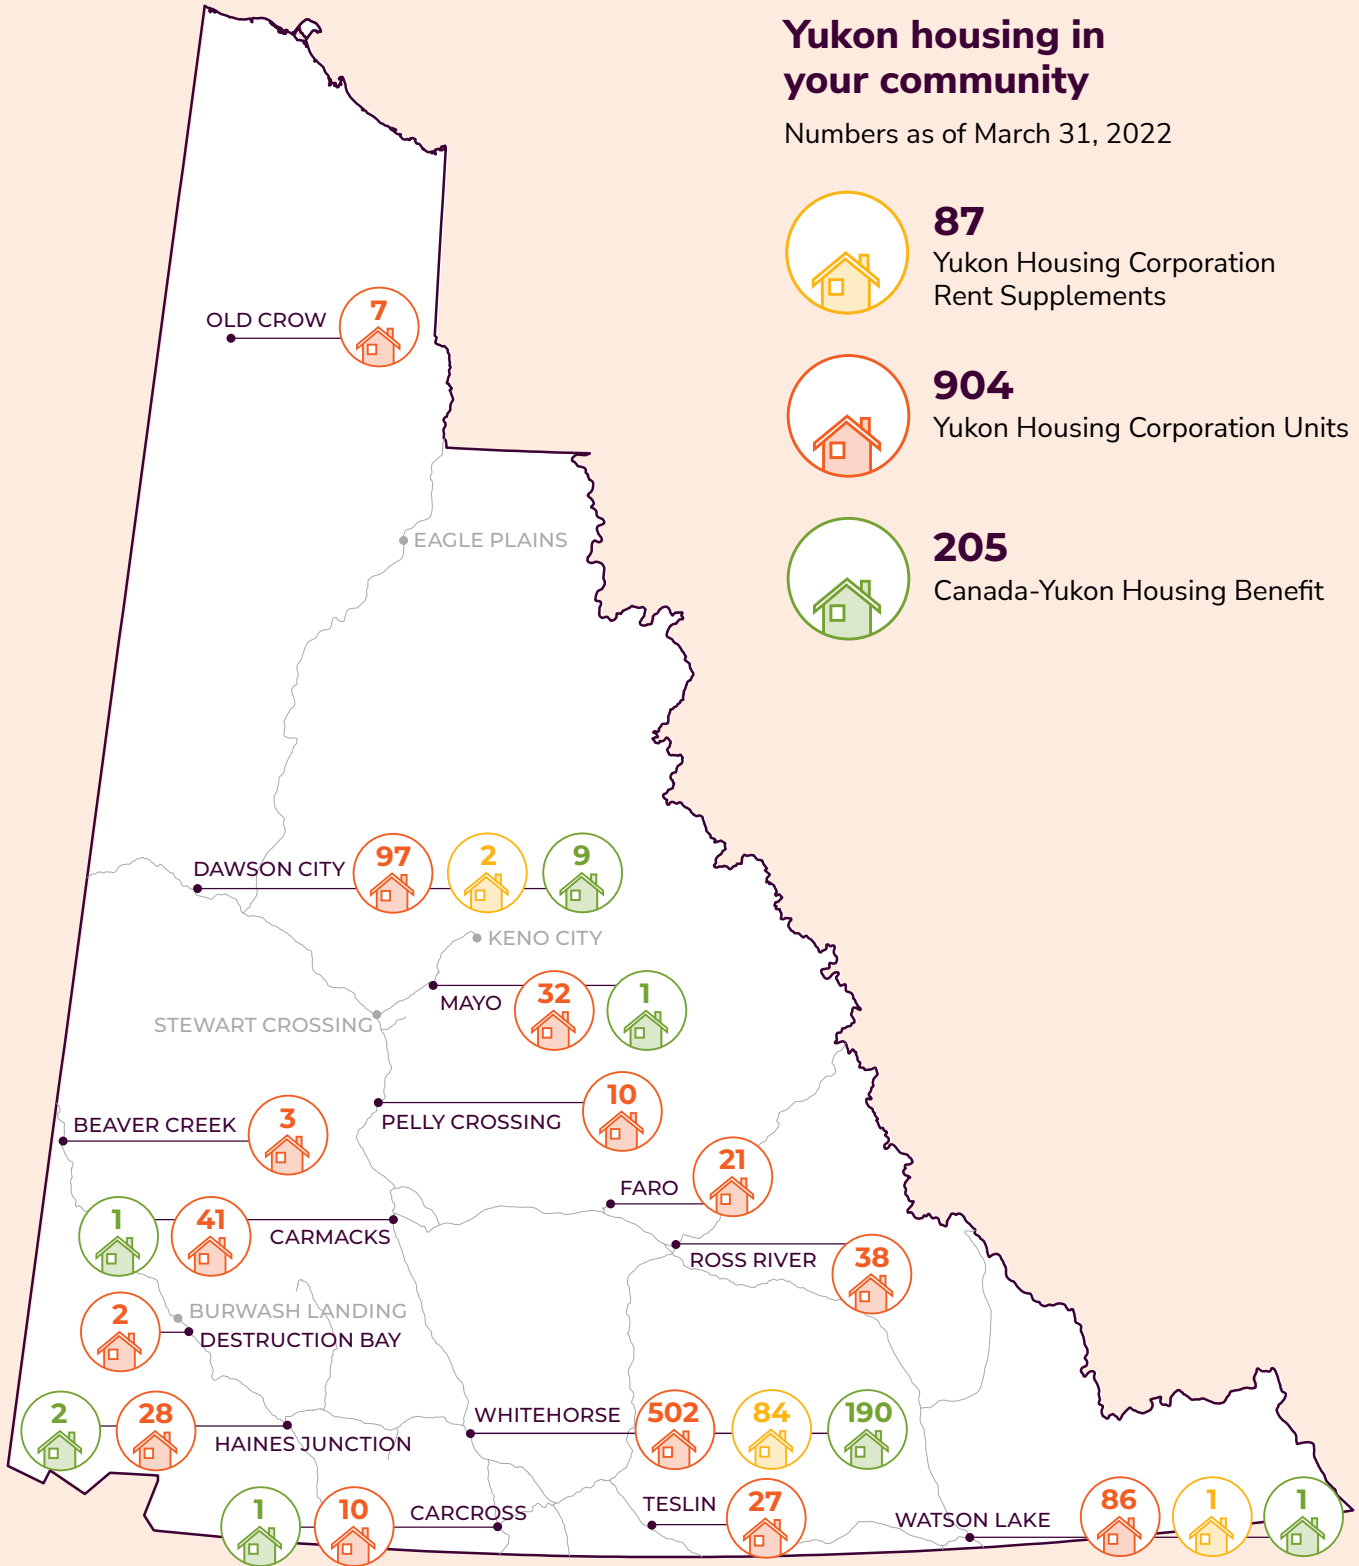 Yukon housing in
your community
Numbers as of March 31, 2022
87
Yukon Housing Corporation
Rent Supplements
904
Yukon Housing Corporation Units
205
Canada-Yukon Housing Benefit
OLD CROW
7
EAGLE PLAINS
DAWSON CITY
97
2
9
KENO CITY
MAYO
32
1
STEWART CROSSING
BEAVER CREEK
3
PELLY CROSSING
10
FARO
21
1
41
CARMACKS
ROSS RIVER
38
2
BURWASH LANDING
DESTRUCTION BAY
2
28
HAINES JUNCTION
WHITEHORSE
502
84
190
1
10
CARCROSS
TESLIN
27
WATSON LAKE
86
1
1